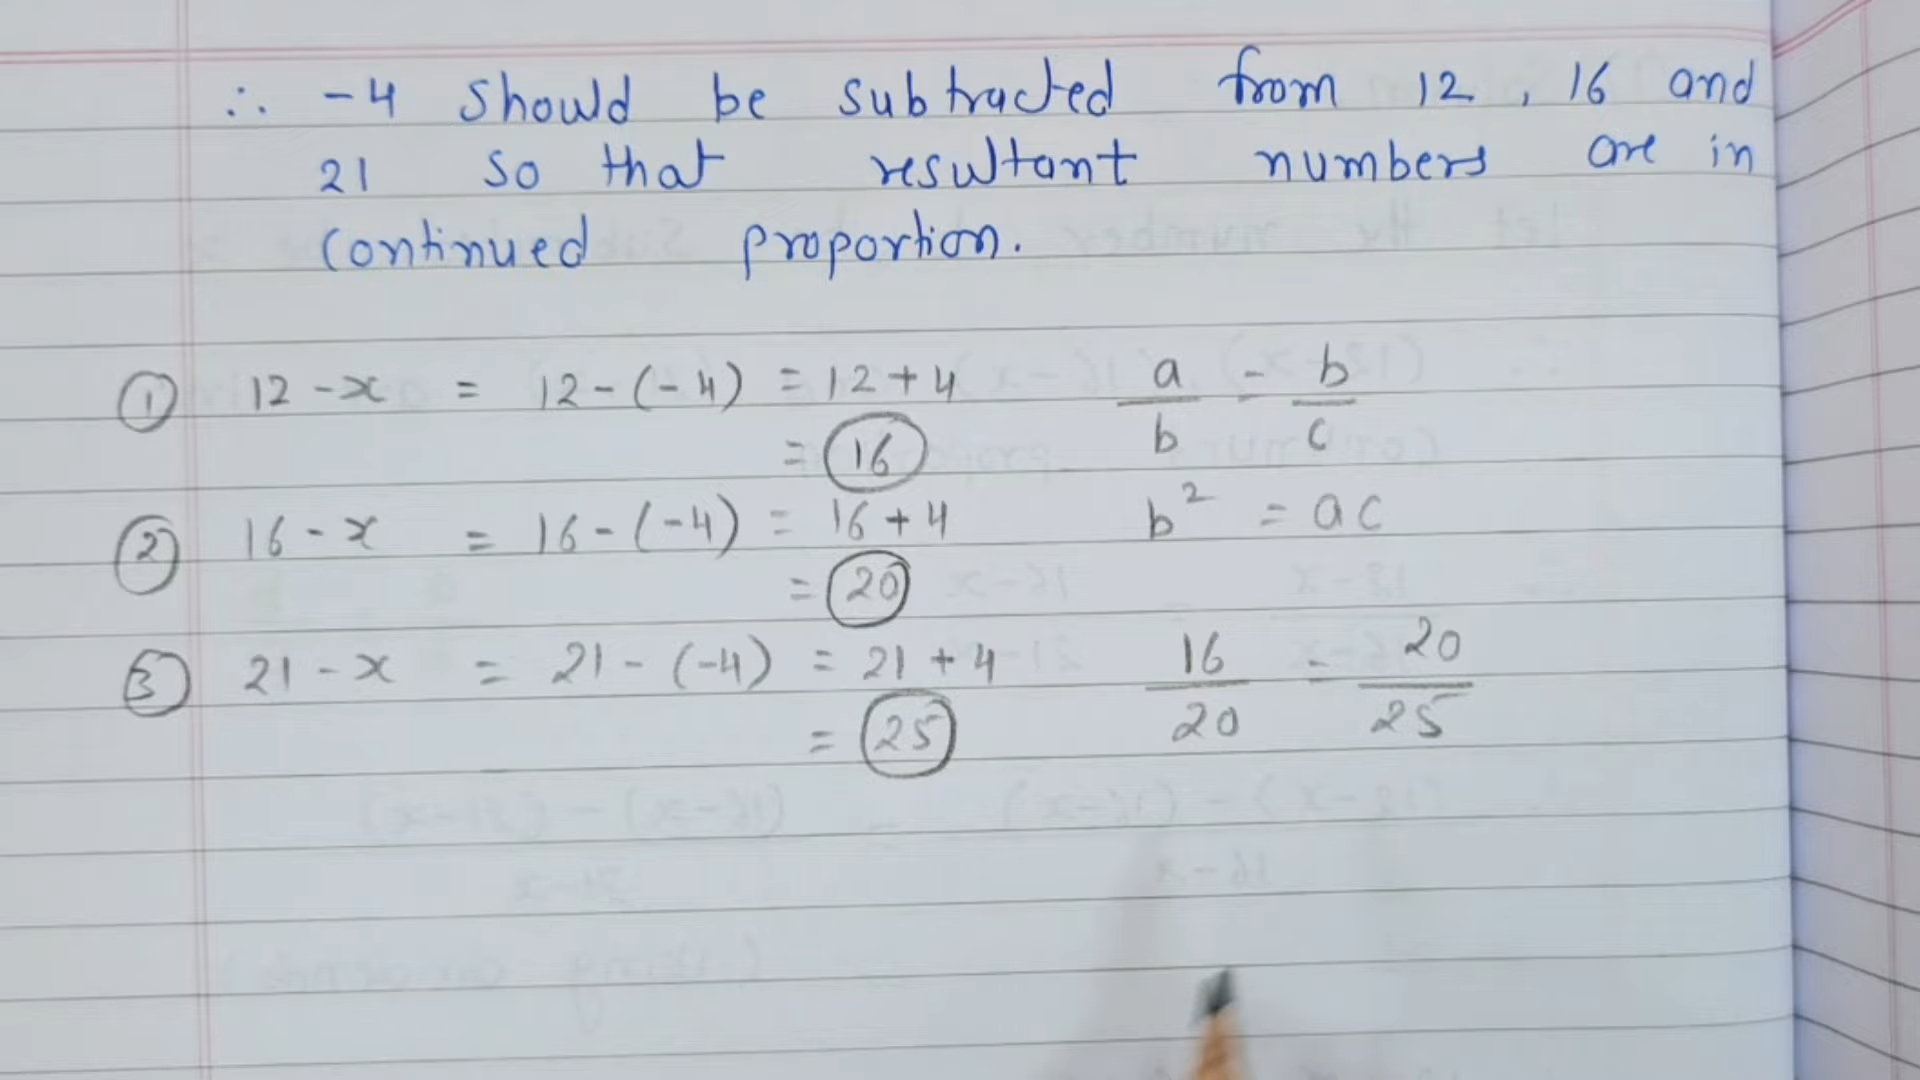 ∴ -4 should be subtracted from 12, 16 and
21 so that resultant numbers are in
continued proportion.
① 12 - x = 12 - (-4) = 12 + 4
= 16
② 16 - x = 16 - (-4) = 16 + 4
= 20
③ 21 - x = 21 - (-4) = 21 + 4
= 25
a/b = b/c
b² = ac
16/20 = 20/25